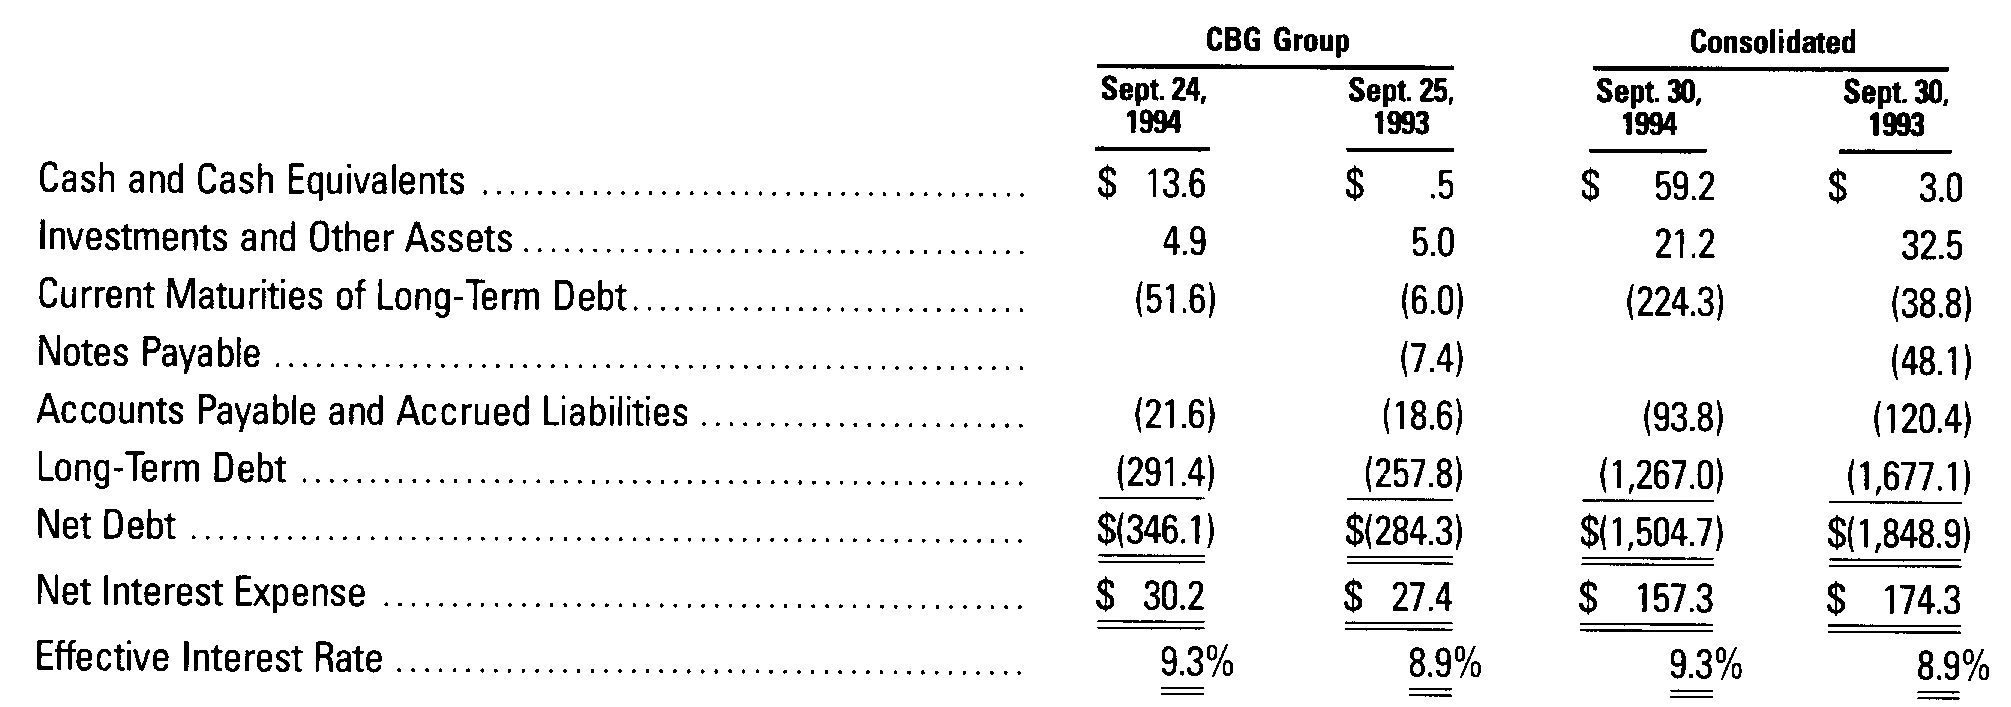 CBG Group Consolidated
Sept. 24, Sept. 25, Sept. 30, Sept. 30,
1994 1993 1994 1993
Cash and Cash Equivalents ........................................ $ 13.6 $ .5 $ 59.2 $ 3.0
Investments and Other Assets ..................................... 4.9 5.0 21.2 32.5
Current Maturities of Long-Term Debt ............................. (51.6) (6.0) (224.3) (38.8)
Notes Payable ....................................................... (7.4) (48.1)
Accounts Payable and Accrued Liabilities ........................ (21.6) (18.6) (93.8) (120.4)
Long-Term Debt ..................................................... (291.4) (257.8) (1,267.0) (1,677.1)
Net Debt ............................................................. $(346.1) $(284.3) $(1,504.7) $(1,848.9)
Net Interest Expense ............................................... $ 30.2 $ 27.4 $ 157.3 $ 174.3
Effective Interest Rate .............................................. 9.3% 8.9% 9.3% 8.9%